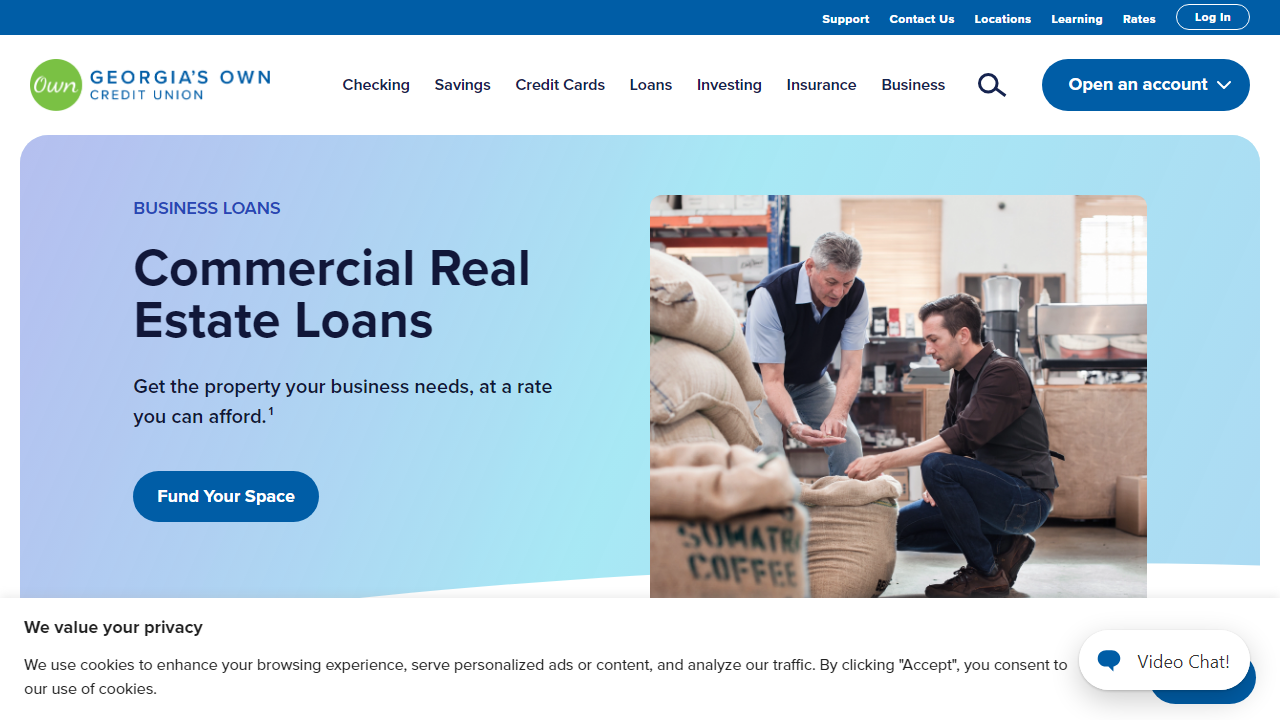 Support Contact Us Locations Learning Rates Log In
Own GEORGIA'S OWN
CREDIT UNION
Checking Savings Credit Cards Loans Investing Insurance Business Open an account
BUSINESS LOANS
Commercial Real
Estate Loans
Get the property your business needs, at a rate
you can afford.¹
Fund Your Space
SUMATRA
COFFEE
We value your privacy
We use cookies to enhance your browsing experience, serve personalized ads or content, and analyze our traffic. By clicking "Accept", you consent to
our use of cookies.
Video Chat!